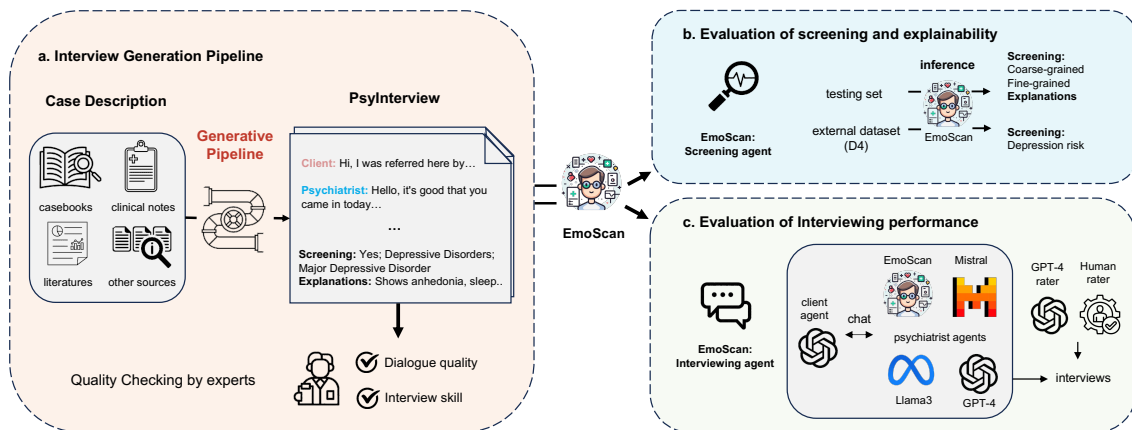 a. Interview Generation Pipeline
Case Description
casebooks
clinical notes
literatures
other sources
Generative
Pipeline
PsyInterview
Client: Hi, I was referred here by…
Psychiatrist: Hello, it's good that you
came in today…
…
Screening: Yes; Depressive Disorders;
Major Depressive Disorder
Explanations: Shows anhedonia, sleep..
Quality Checking by experts
Dialogue quality
Interview skill
EmoScan
b. Evaluation of screening and explainability
EmoScan:
Screening agent
testing set
external dataset
(D4)
inference
EmoScan
Screening:
Coarse-grained
Fine-grained
Explanations
Screening:
Depression risk
c. Evaluation of Interviewing performance
EmoScan:
Interviewing agent
client
agent
chat
EmoScan
Mistral
psychiatrist agents
Llama3
GPT-4
GPT-4
rater
Human
rater
interviews